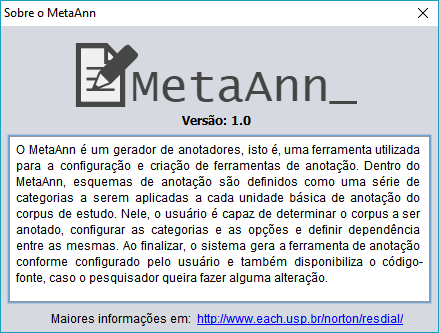 Sobre o MetaAnn
MetaAnn_
Versão: 1.0
O MetaAnn é um gerador de anotadores, isto é, uma ferramenta utilizada
para a configuração e criação de ferramentas de anotação. Dentro do
MetaAnn, esquemas de anotação são definidos como uma série de
categorias a serem aplicadas a cada unidade básica de anotação do
corpus de estudo. Nele, o usuário é capaz de determinar o corpus a ser
anotado, configurar as categorias e as opções e definir dependência
entre as mesmas. Ao finalizar, o sistema gera a ferramenta de anotação
conforme configurado pelo usuário e também disponibiliza o código-
fonte, caso o pesquisador queira fazer alguma alteração.
Maiores informações em: http://www.each.usp.br/norton/resdial/